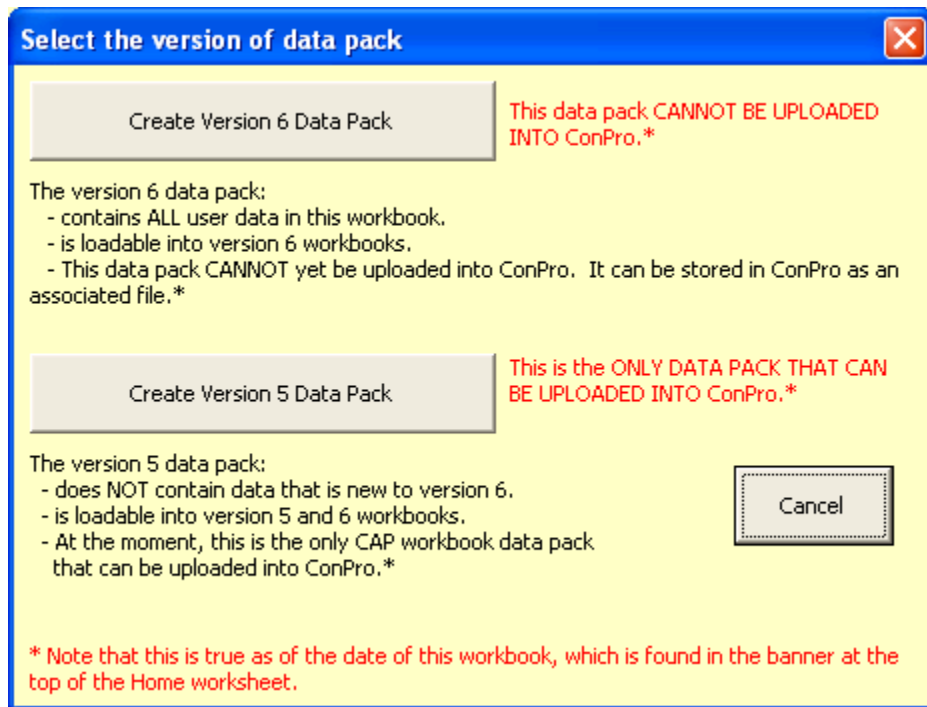 Select the version of data pack
Create Version 6 Data Pack
This data pack CANNOT BE UPLOADED
INTO ConPro.*
The version 6 data pack:
- contains ALL user data in this workbook.
- is loadable into version 6 workbooks.
- This data pack CANNOT yet be uploaded into ConPro.  It can be stored in ConPro as an
associated file.*
Create Version 5 Data Pack
This is the ONLY DATA PACK THAT CAN
BE UPLOADED INTO ConPro.*
The version 5 data pack:
- does NOT contain data that is new to version 6.
- is loadable into version 5 and 6 workbooks.
- At the moment, this is the only CAP workbook data pack
that can be uploaded into ConPro.*
Cancel
* Note that this is true as of the date of this workbook, which is found in the banner at the
top of the Home worksheet.